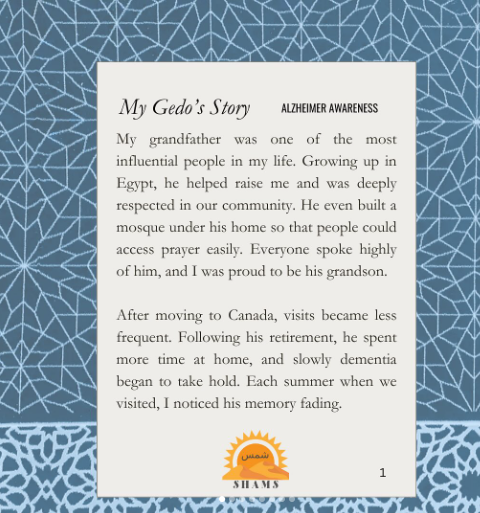 My Gedo's Story
ALZHEIMER AWARENESS
My grandfather was one of the most
influential people in my life. Growing up in
Egypt, he helped raise me and was deeply
respected in our community. He even built a
mosque under his home so that people could
access prayer easily. Everyone spoke highly
of him, and I was proud to be his grandson.
After moving to Canada, visits became less
frequent. Following his retirement, he spent
more time at home, and slowly dementia
began to take hold. Each summer when we
visited, I noticed his memory fading.
شمس
SHAMS
1